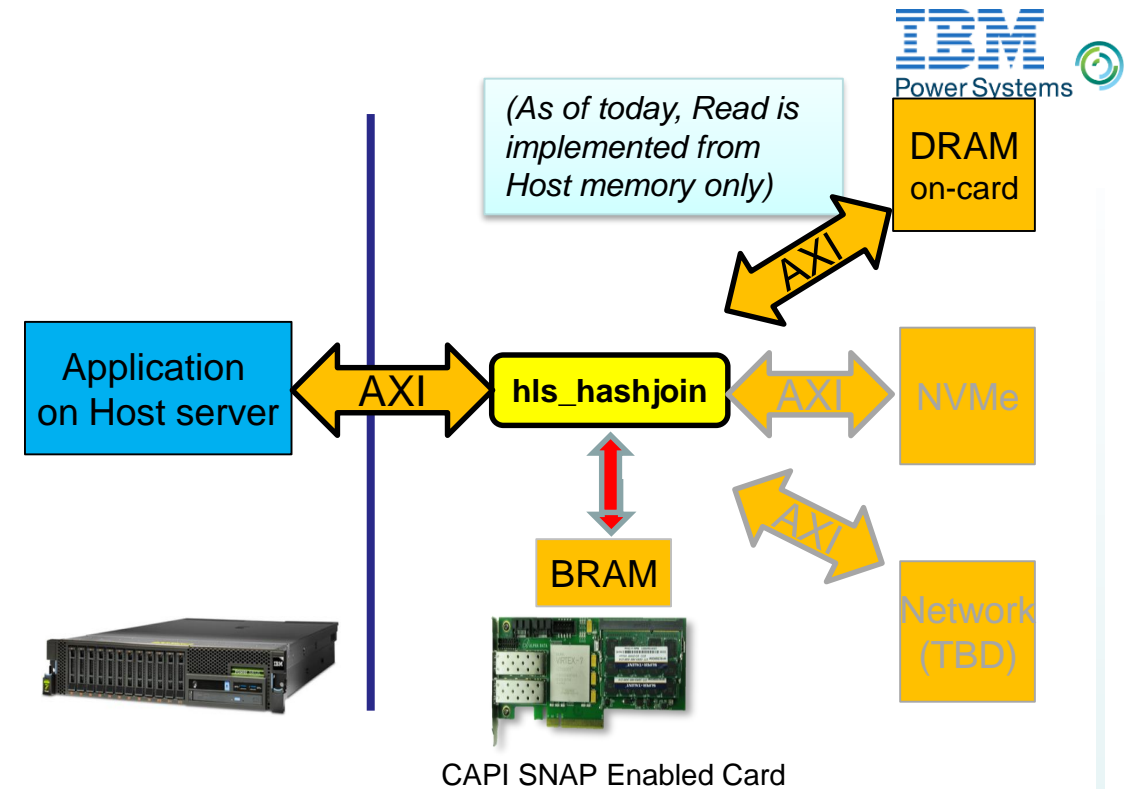 IBM
Power Systems
(As of today, Read is
implemented from
Host memory only)
DRAM
on-card
AXI
Application
on Host server
AXI
hls_hashjoin
AXI
NVMe
AXI
BRAM
Network
(TBD)
CAPI SNAP Enabled Card